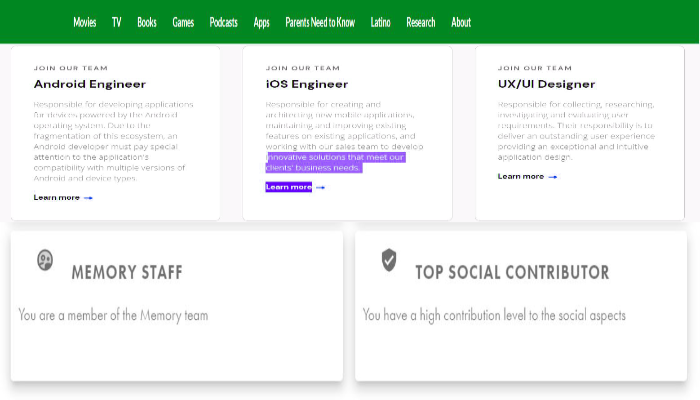 Movies TV Books Games Podcasts Apps Parents Need to Know Latino Research About
JOIN OUR TEAM
Android Engineer
Responsible for developing applications
for devices powered by the Android
operating system. Due to the
fragmentation of this ecosystem, an
Android developer must pay special
attention to the application's
compatibility with multiple versions of
Android and device types.
Learn more
JOIN OUR TEAM
iOS Engineer
Responsible for creating and
architecting new mobile applications,
maintaining and improving existing
features on existing applications, and
working with our sales team to develop
innovative solutions that meet our
clients' business needs.
Learn more
JOIN OUR TEAM
UX/UI Designer
Responsible for collecting, researching,
investigating and evaluating user
requirements. Their responsibility is to
deliver an outstanding user experience
providing an exceptional and intuitive
application design.
Learn more
MEMORY STAFF
You are a member of the Memory team
TOP SOCIAL CONTRIBUTOR
You have a high contribution level to the social aspects